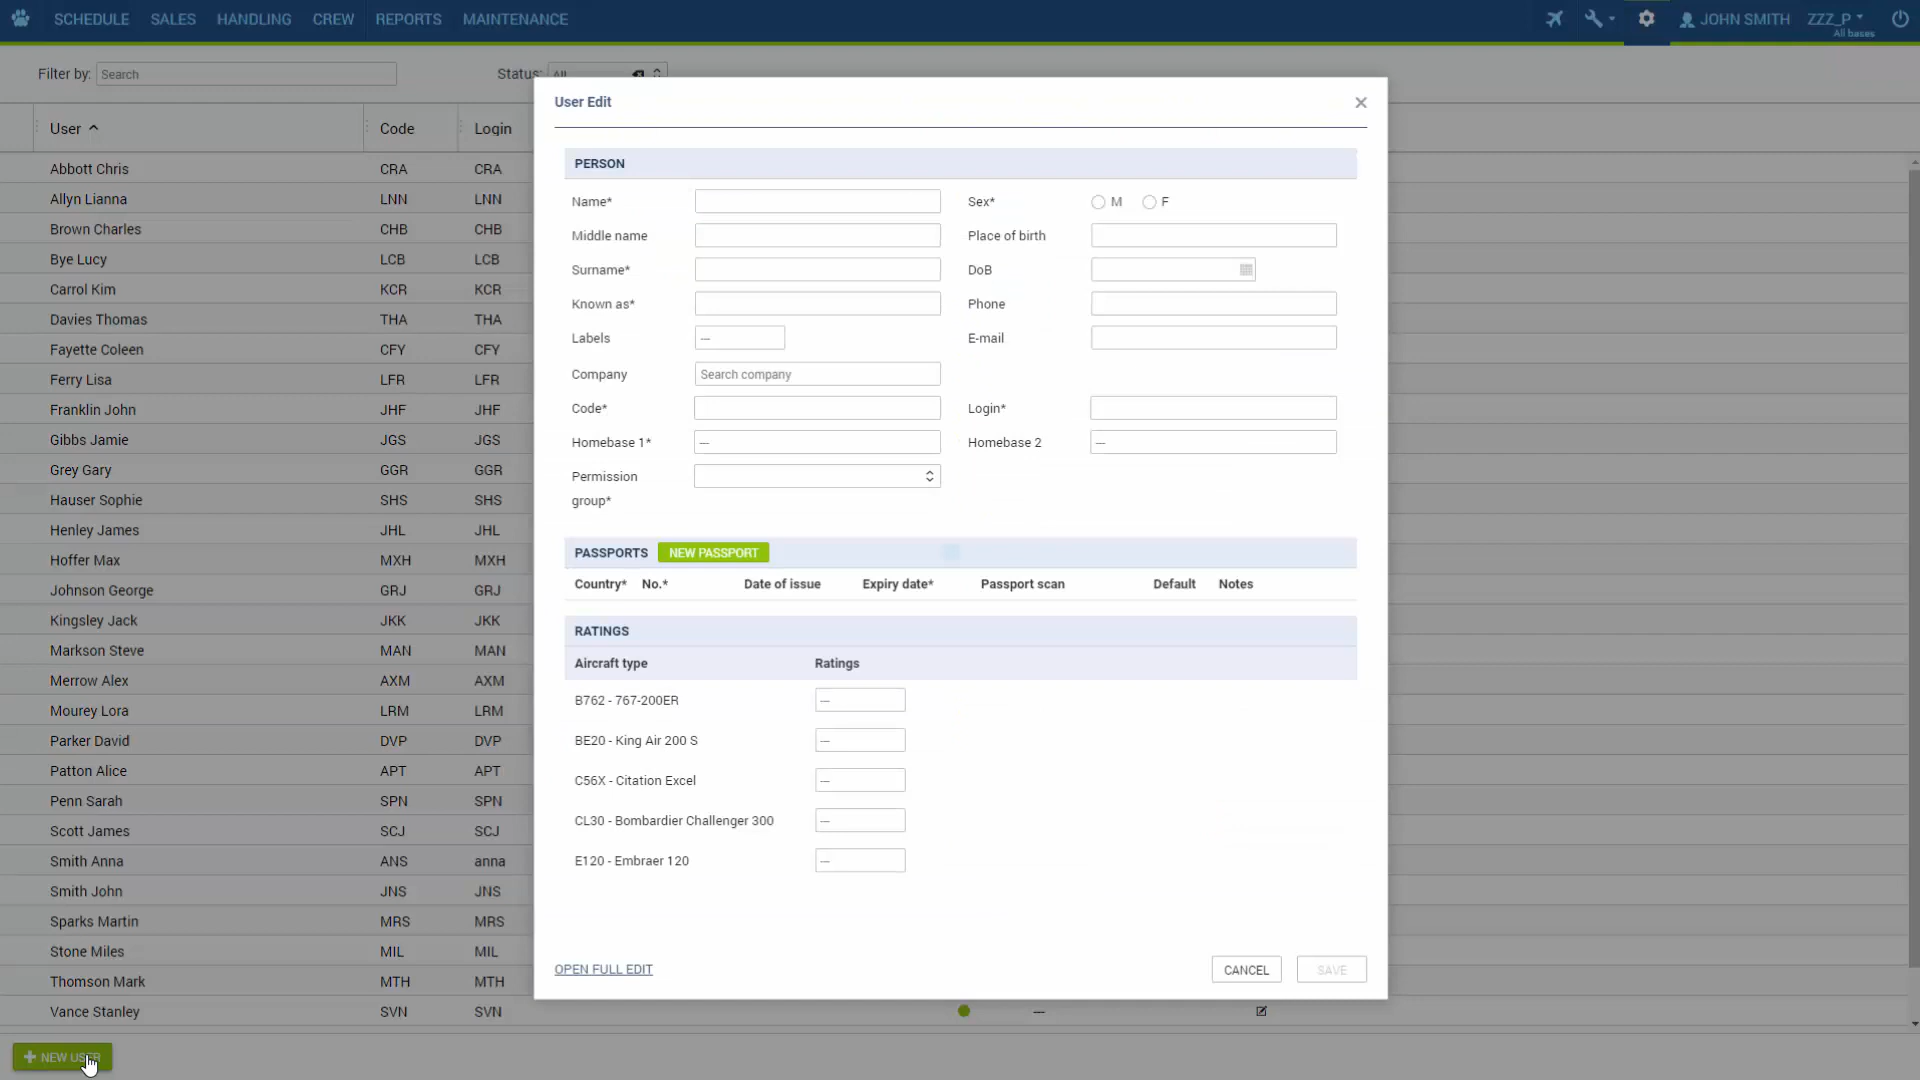 SCHEDULE SALES HANDLING CREW REPORTS MAINTENANCE JOHN SMITH ZZZ_P
All bases
Filter by: Search Status: All
User Code Login
Abbott Chris CRA CRA
Allyn Lianna LNN LNN
Brown Charles CHB CHB
Bye Lucy LCB LCB
Carrol Kim KCR KCR
Davies Thomas THA THA
Fayette Coleen CFY CFY
Ferry Lisa LFR LFR
Franklin John JHF JHF
Gibbs Jamie JGS JGS
Grey Gary GGR GGR
Hauser Sophie SHS SHS
Henley James JHL JHL
Hoffer Max MXH MXH
Johnson George GRJ GRJ
Kingsley Jack JKK JKK
Markson Steve MAN MAN
Merrow Alex AXM AXM
Mourey Lora LRM LRM
Parker David DVP DVP
Patton Alice APT APT
Penn Sarah SPN SPN
Scott James SCJ SCJ
Smith Anna ANS anna
Smith John JNS JNS
Sparks Martin MRS MRS
Stone Miles MIL MIL
Thomson Mark MTH MTH
Vance Stanley SVN SVN ---
NEW USER
User Edit
PERSON
Name* Sex* M F
Middle name Place of birth
Surname* DoB
Known as* Phone
Labels --- E-mail
Company Search company
Code* Login*
Homebase 1* --- Homebase 2 ---
Permission
group*
PASSPORTS NEW PASSPORT
Country* No.* Date of issue Expiry date* Passport scan Default Notes
RATINGS
Aircraft type Ratings
B762 - 767-200ER ---
BE20 - King Air 200 S ---
C56X - Citation Excel ---
CL30 - Bombardier Challenger 300 ---
E120 - Embraer 120 ---
OPEN FULL EDIT CANCEL SAVE